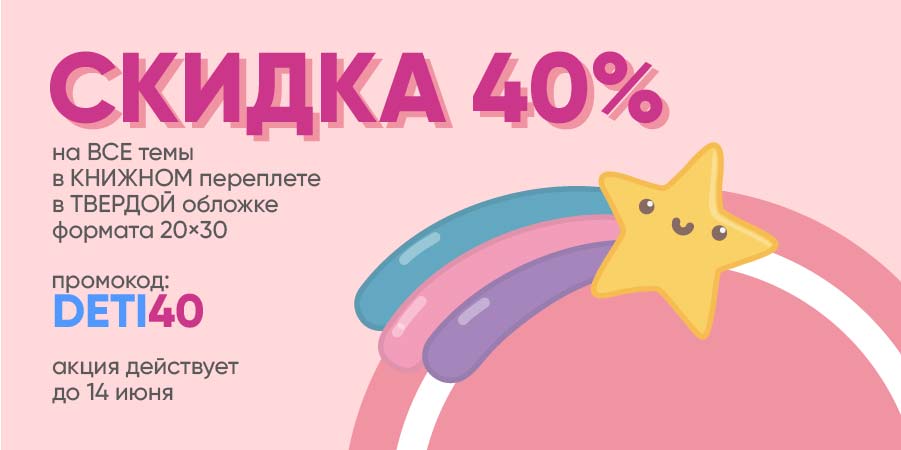 СКИДКА 40%
на ВСЕ темы
в КНИЖНОМ переплете
в ТВЕРДОЙ обложке
формата 20×30
промокод:
DETI40
акция действует
до 14 июня